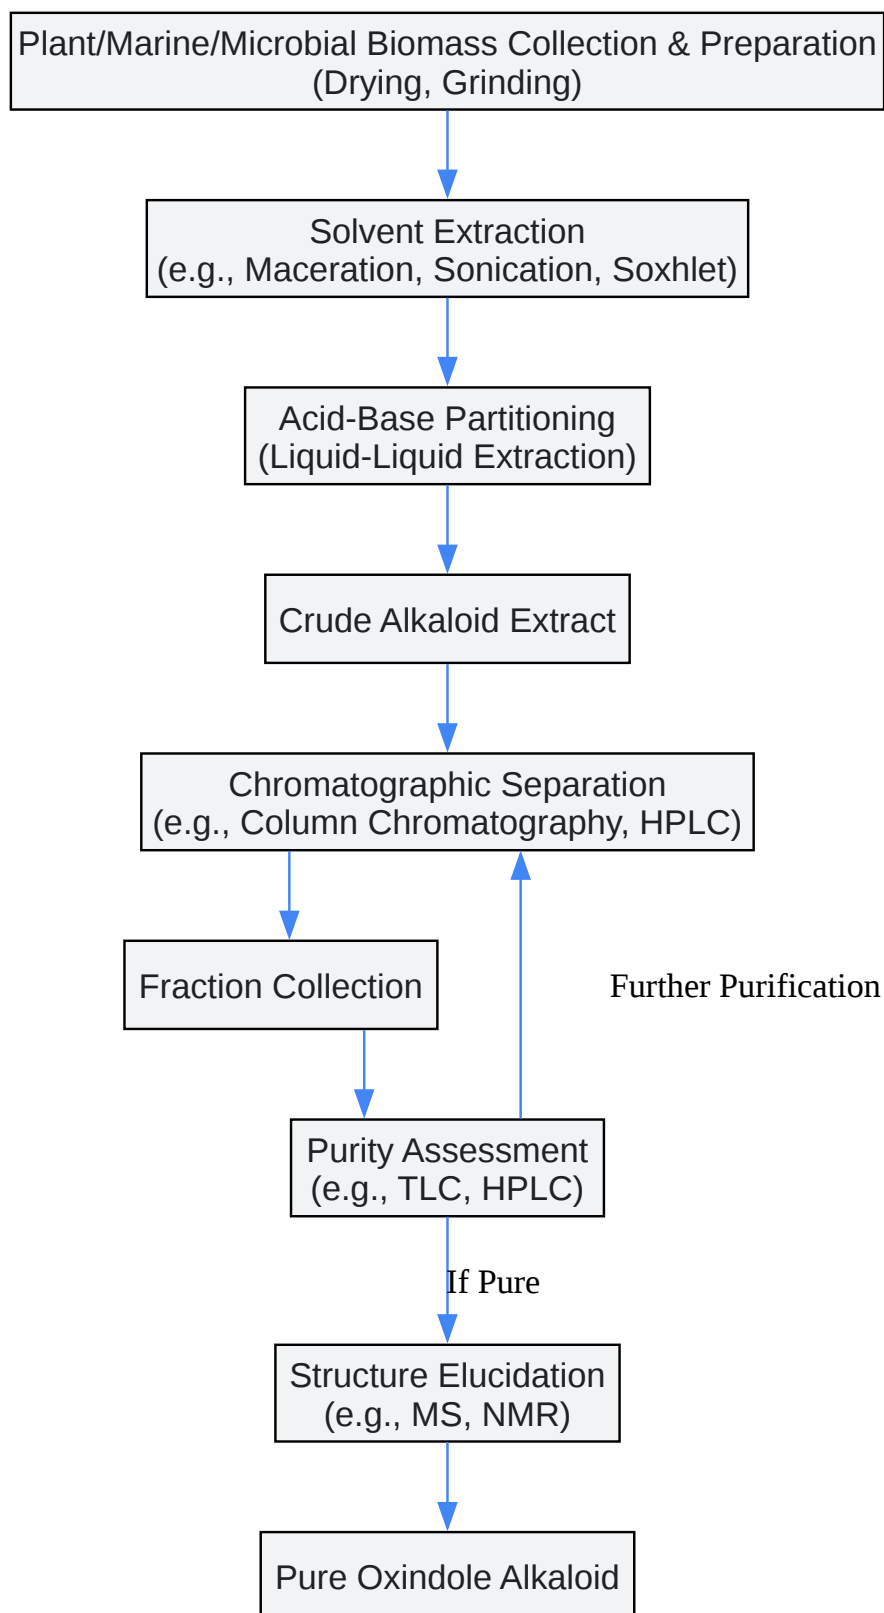 Plant/Marine/Microbial Biomass Collection & Preparation
(Drying, Grinding)
Solvent Extraction
(e.g., Maceration, Sonication, Soxhlet)
Acid-Base Partitioning
(Liquid-Liquid Extraction)
Crude Alkaloid Extract
Chromatographic Separation
(e.g., Column Chromatography, HPLC)
Fraction Collection
Further Purification
Purity Assessment
(e.g., TLC, HPLC)
If Pure
Structure Elucidation
(e.g., MS, NMR)
Pure Oxindole Alkaloid